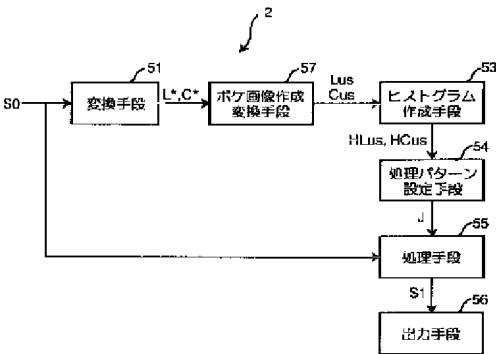 2
51
変換手段
57
ボケ画像作成
変換手段
53
ヒストグラム
作成手段
S0
L*,C*
Lus
Cus
HLus, HCus
54
処理パターン
設定手段
J
55
処理手段
S1
56
出力手段